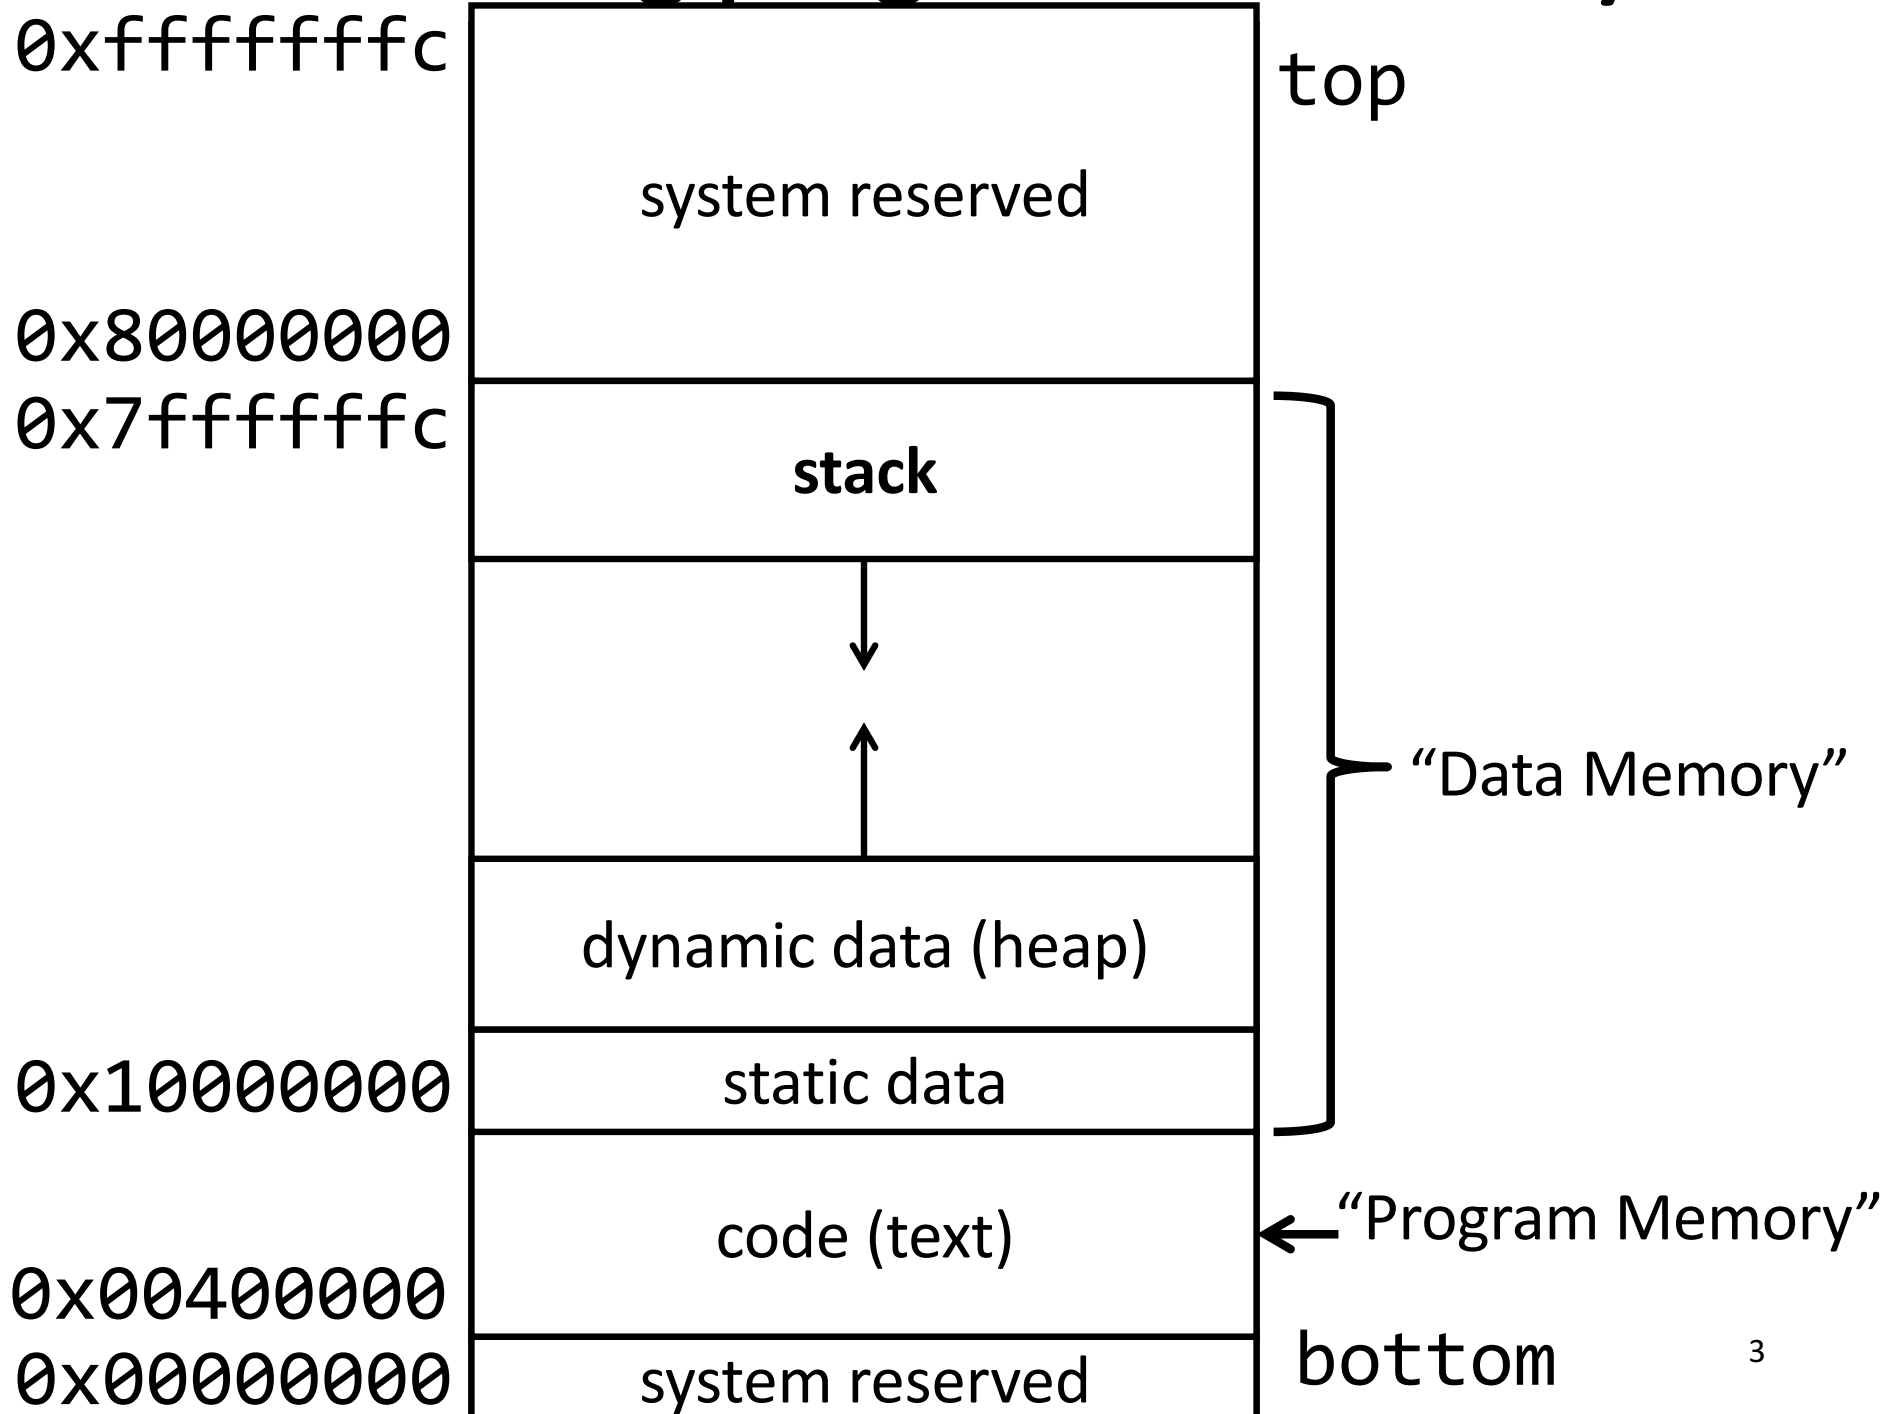 0xfffffffc
top
system reserved
0x80000000
0x7ffffffc
stack
“Data Memory”
dynamic data (heap)
0x10000000
static data
code (text)
“Program Memory”
0x00400000
bottom
3
0x00000000
system reserved